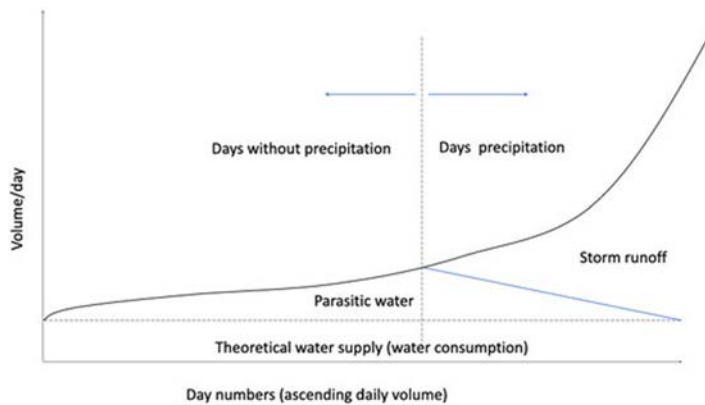 Volume/day
Days without precipitation
Days  precipitation
Storm runoff
Parasitic water
Theoretical water supply (water consumption)
Day numbers (ascending daily volume)